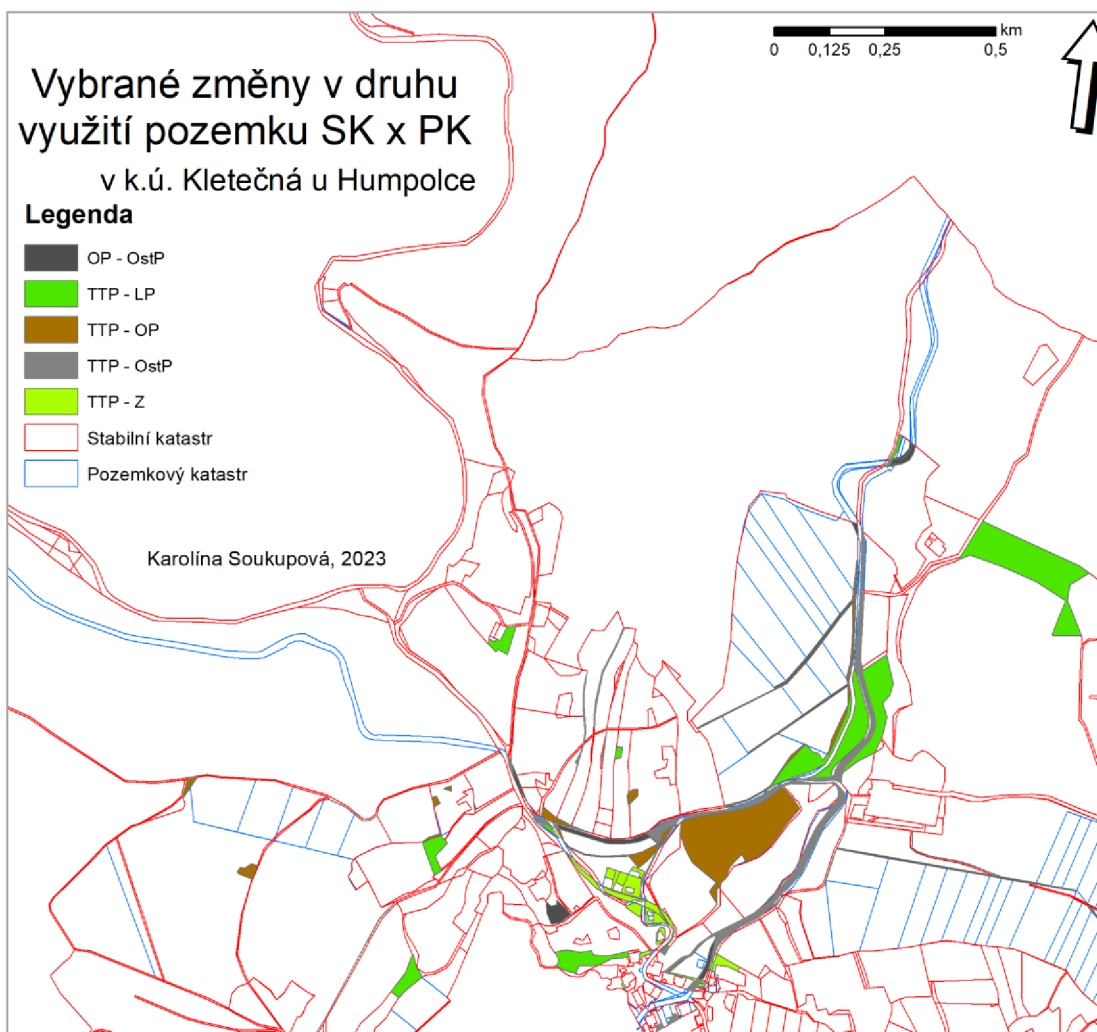 Vybrané změny v druhu
využití pozemku SK x PK
v k.ú. Kletečná u Humpolce
Legenda
OP - OstP
TTP - LP
TTP - OP
TTP - OstP
TTP - Z
Stabilní katastr
Pozemkový katastr
Karolína Soukupová, 2023
km
0 0,125 0,25 0,5